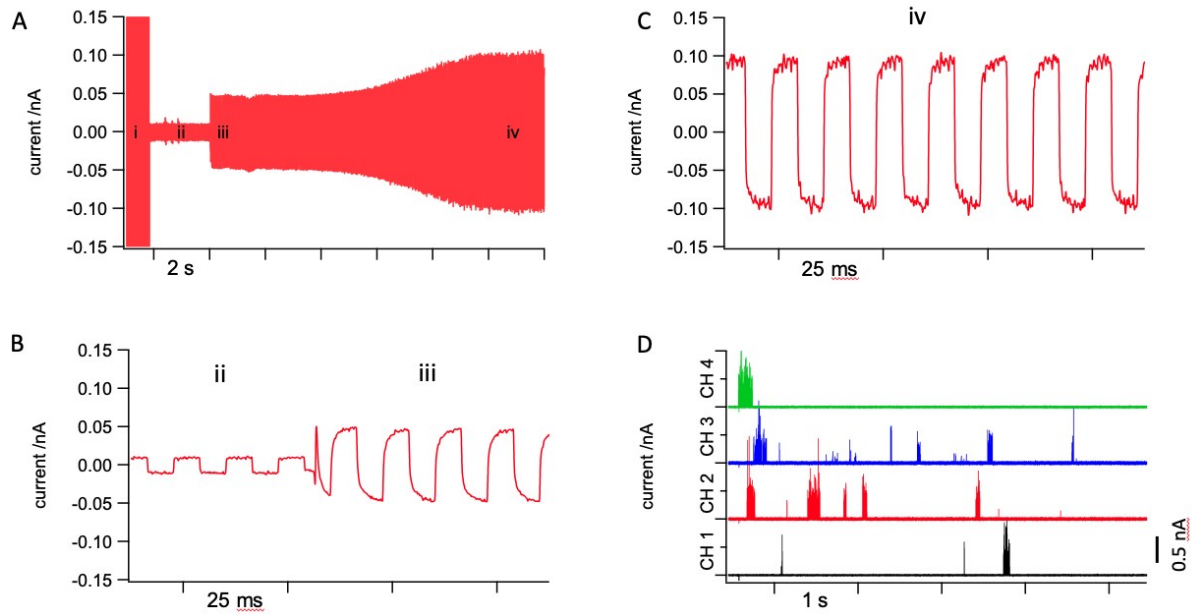 A
0.15
0.10
0.05
0.00
-0.05
-0.10
-0.15
current /nA
i
ii
iii
iv
2 s
C
iv
0.15
0.10
0.05
0.00
-0.05
-0.10
-0.15
current /nA
25 ms
B
0.15
0.10
0.05
0.00
-0.05
-0.10
-0.15
current /nA
ii
iii
25 ms
D
current /nA
CH 4
CH 3
CH 2
CH 1
0.5 nA
1 s